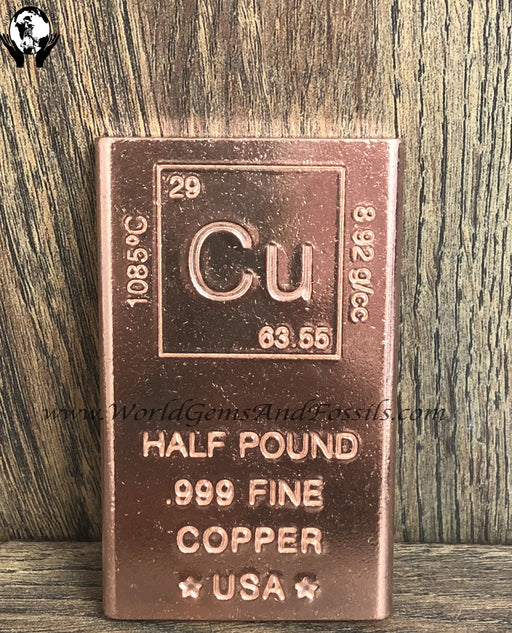 29
Cu
63.55
1085°C
8.92 g/cc
www.WorldGemsAndFossils.com
HALF POUND
.999 FINE
COPPER
★ USA ★